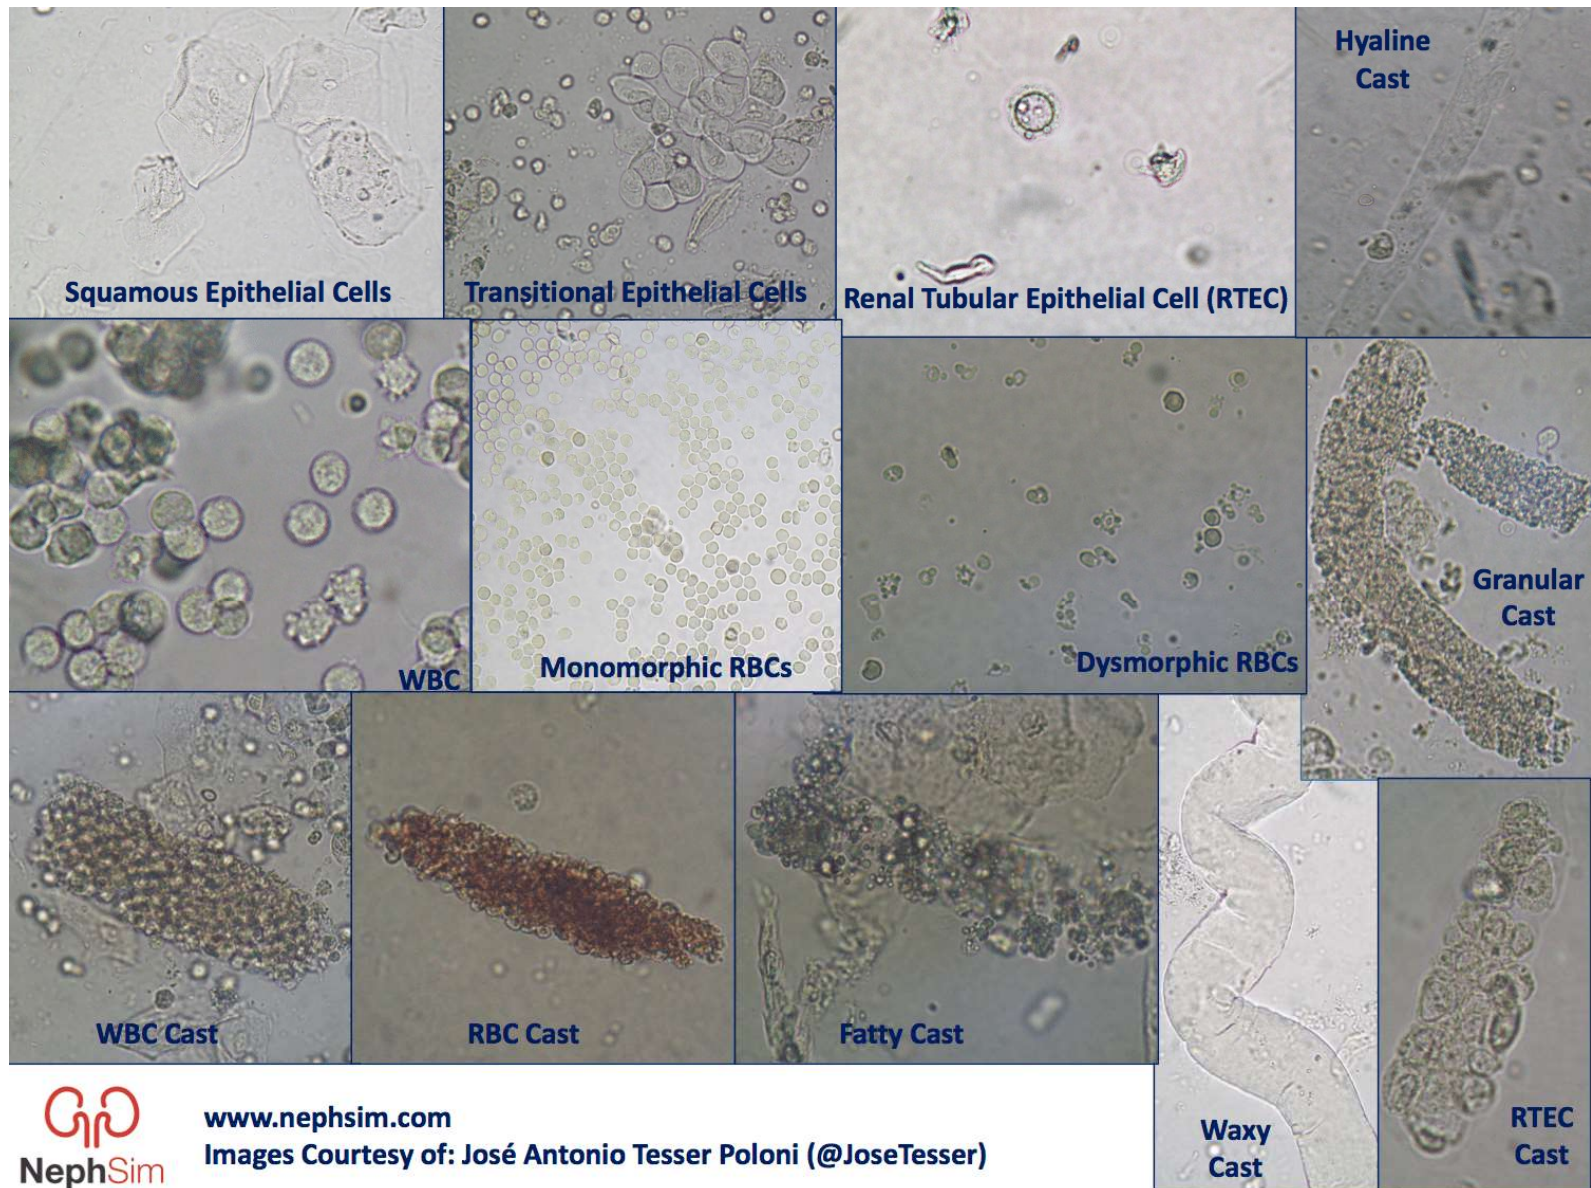 Hyaline
Cast
Squamous Epithelial Cells
Transitional Epithelial Cells
Renal Tubular Epithelial Cell (RTEC)
WBC
Monomorphic RBCs
Dysmorphic RBCs
Granular
Cast
WBC Cast
RBC Cast
Fatty Cast
Waxy
Cast
RTEC
Cast
NephSim
www.nephsim.com
Images Courtesy of: José Antonio Tesser Poloni (@JoseTesser)